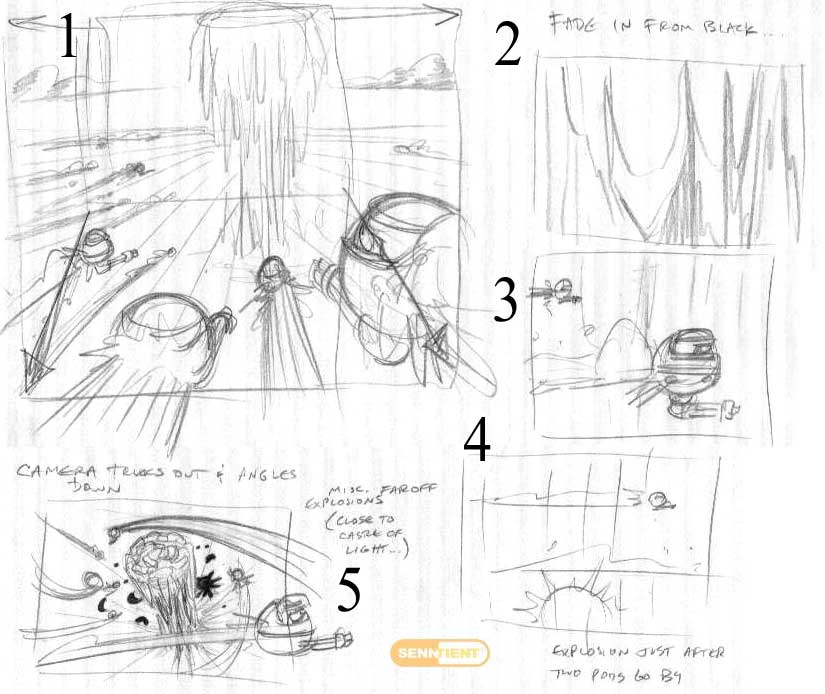 1
2
FADE IN FROM BLACK...
3
4
CAMERA TRUCKS OUT & ANGLES
DOWN
MISC. FAROFF
EXPLOSIONS
(CLOSE TO
CASTLE OF
LIGHT...)
5
SENNTIENT
EXPLOSION JUST AFTER
TWO PODS GO BY